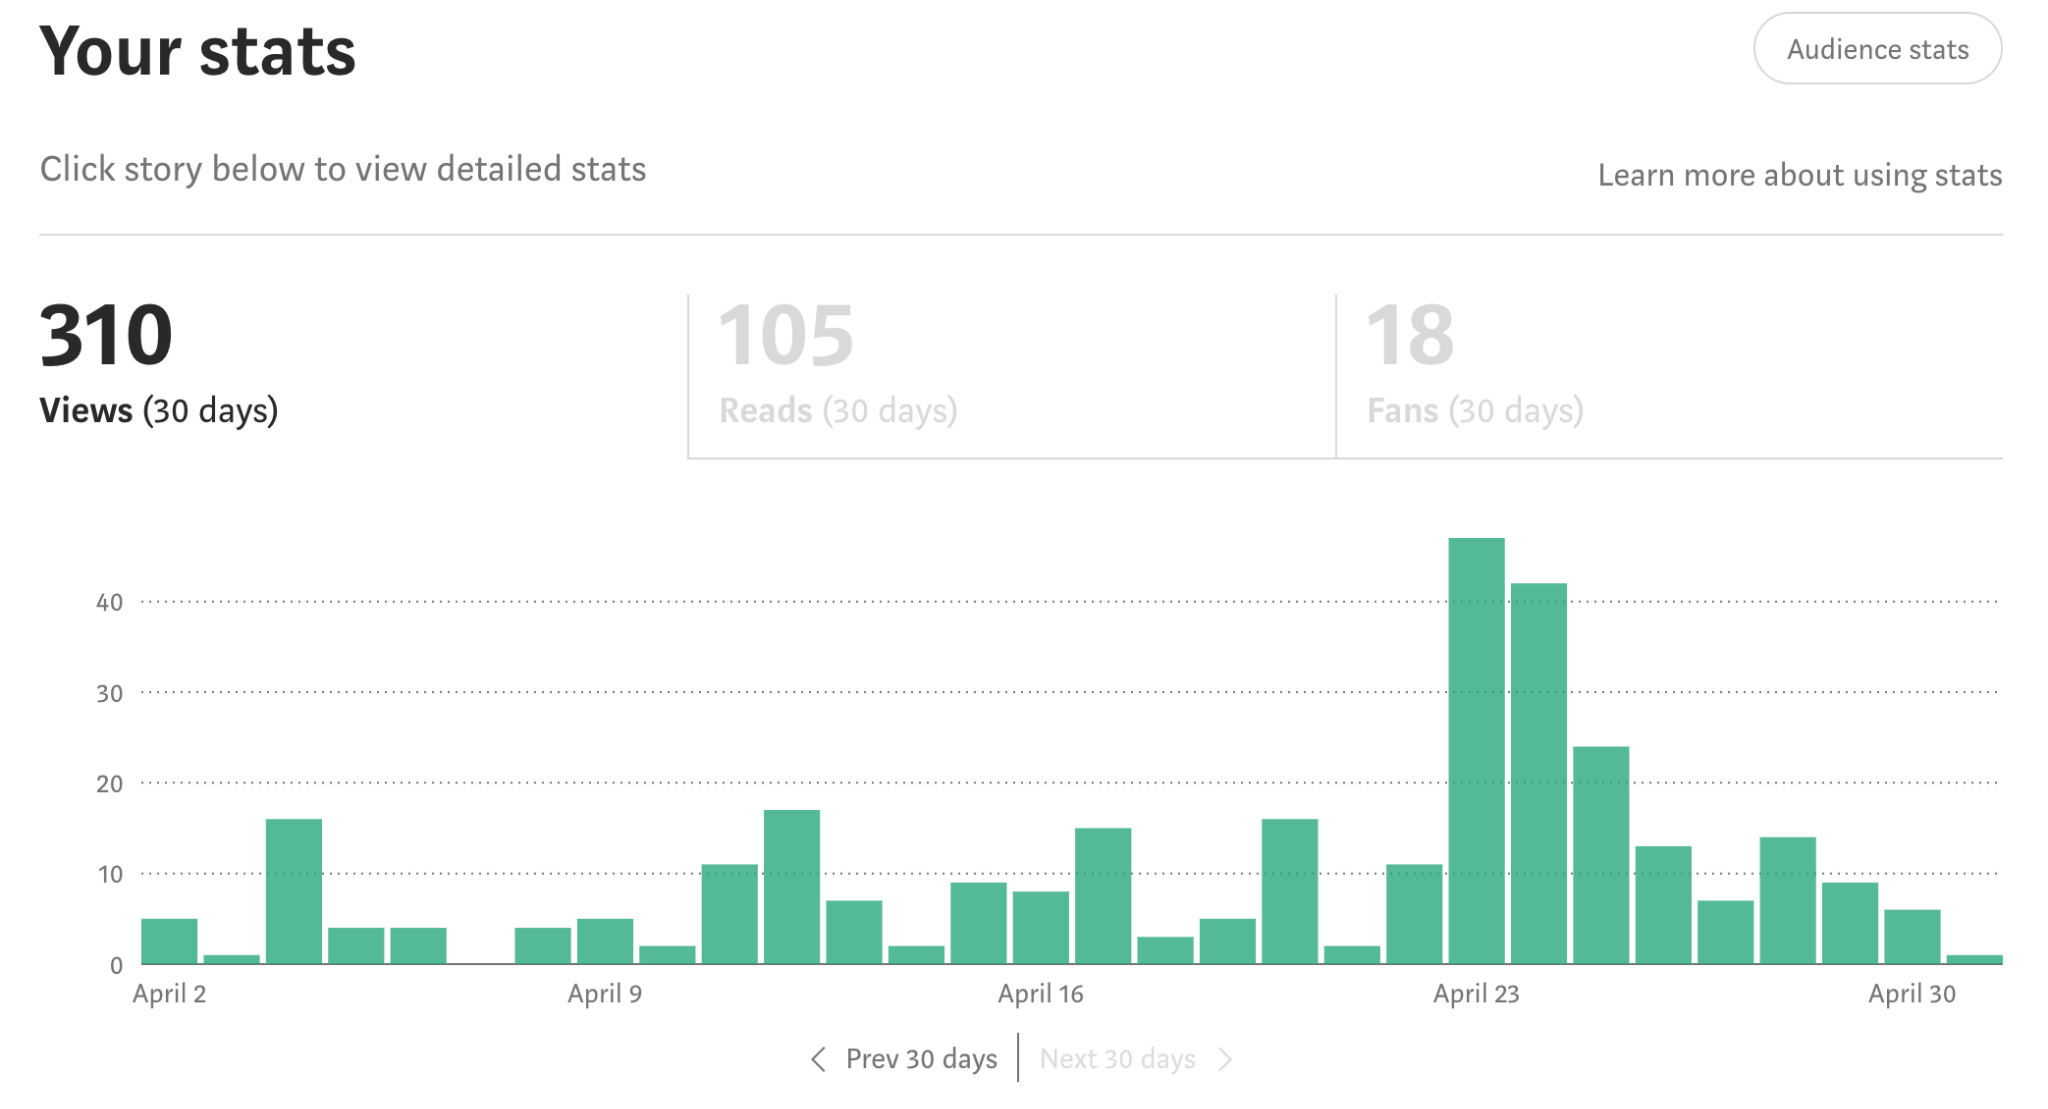 Your stats
Audience stats
Click story below to view detailed stats
Learn more about using stats
310
Views (30 days)
105
Reads (30 days)
18
Fans (30 days)
40
30
20
10
0
April 2
April 9
April 16
April 23
April 30
Prev 30 days
Next 30 days